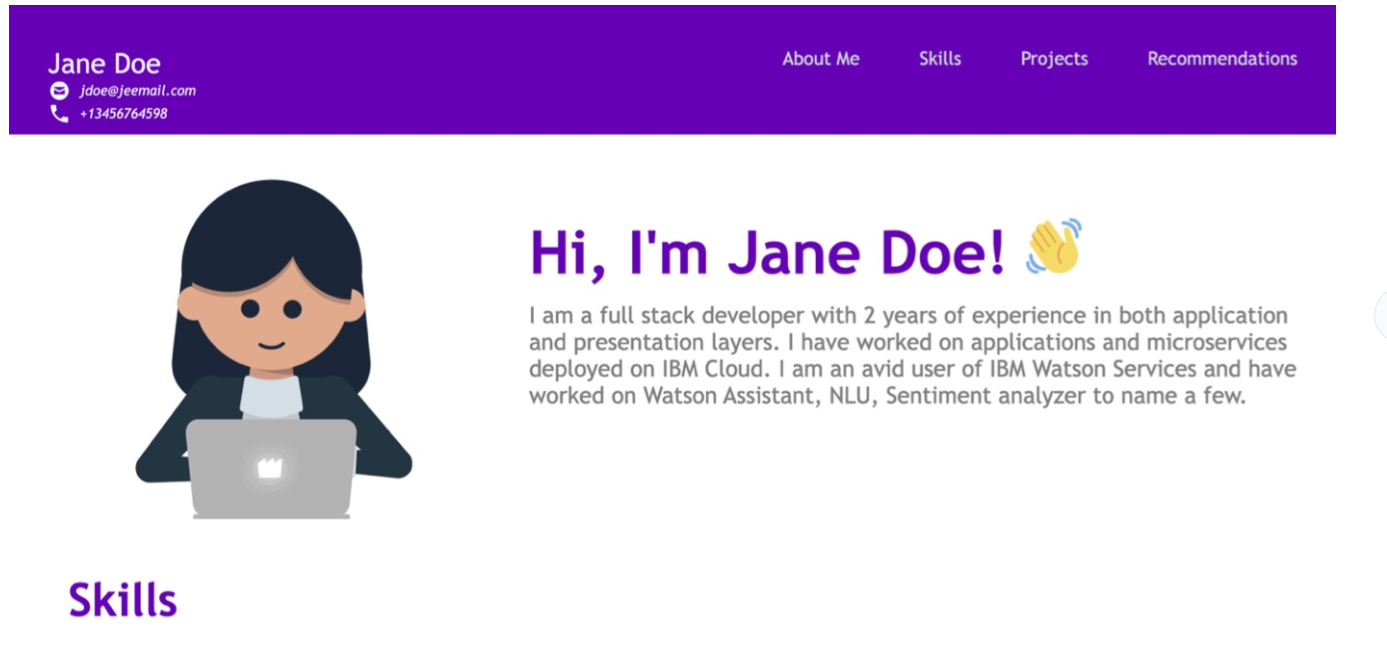 Jane Doe
jdoe@jeemail.com
+13456764598
About Me
Skills
Projects
Recommendations
Hi, I'm Jane Doe! 👋
I am a full stack developer with 2 years of experience in both application
and presentation layers. I have worked on applications and microservices
deployed on IBM Cloud. I am an avid user of IBM Watson Services and have
worked on Watson Assistant, NLU, Sentiment analyzer to name a few.
Skills